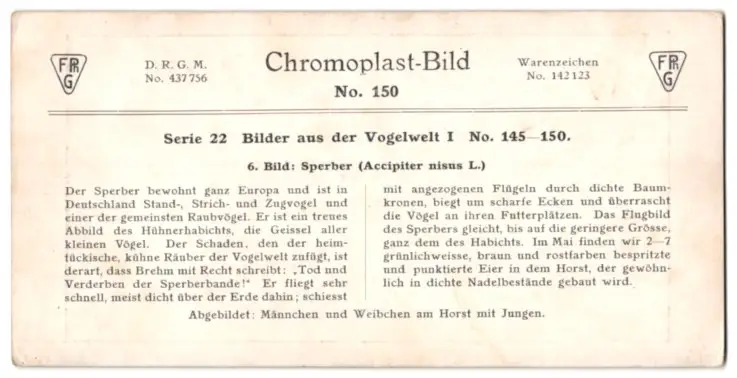 FPh
G
D. R. G. M.
No. 437756
Chromoplast-Bild
No. 150
Warenzeichen
No. 142123
FPh
G
Serie 22 Bilder aus der Vogelwelt I No. 145—150.
6. Bild: Sperber (Accipiter nisus L.)
Der Sperber bewohnt ganz Europa und ist in
Deutschland Stand-, Strich- und Zugvogel und
einer der gemeinsten Raubvögel. Er ist ein treues
Abbild des Hühnerhabichts, die Geissel aller
kleinen Vögel. Der Schaden, den der heim-
tückische, kühne Räuber der Vogelwelt zufügt, ist
derart, dass Brehm mit Recht schreibt: „Tod und
Verderben der Sperberbande!“ Er fliegt sehr
schnell, meist dicht über der Erde dahin; schiesst
mit angezogenen Flügeln durch dichte Baum-
kronen, biegt um scharfe Ecken und überrascht
die Vögel an ihren Futterplätzen. Das Flugbild
des Sperbers gleicht, bis auf die geringere Grösse,
ganz dem des Habichts. Im Mai finden wir 2—7
grünlichweisse, braun und rostfarben bespritzte
und punktierte Eier in dem Horst, der gewöhn-
lich in dichte Nadelbestände gebaut wird.
Abgebildet: Männchen und Weibchen am Horst mit Jungen.